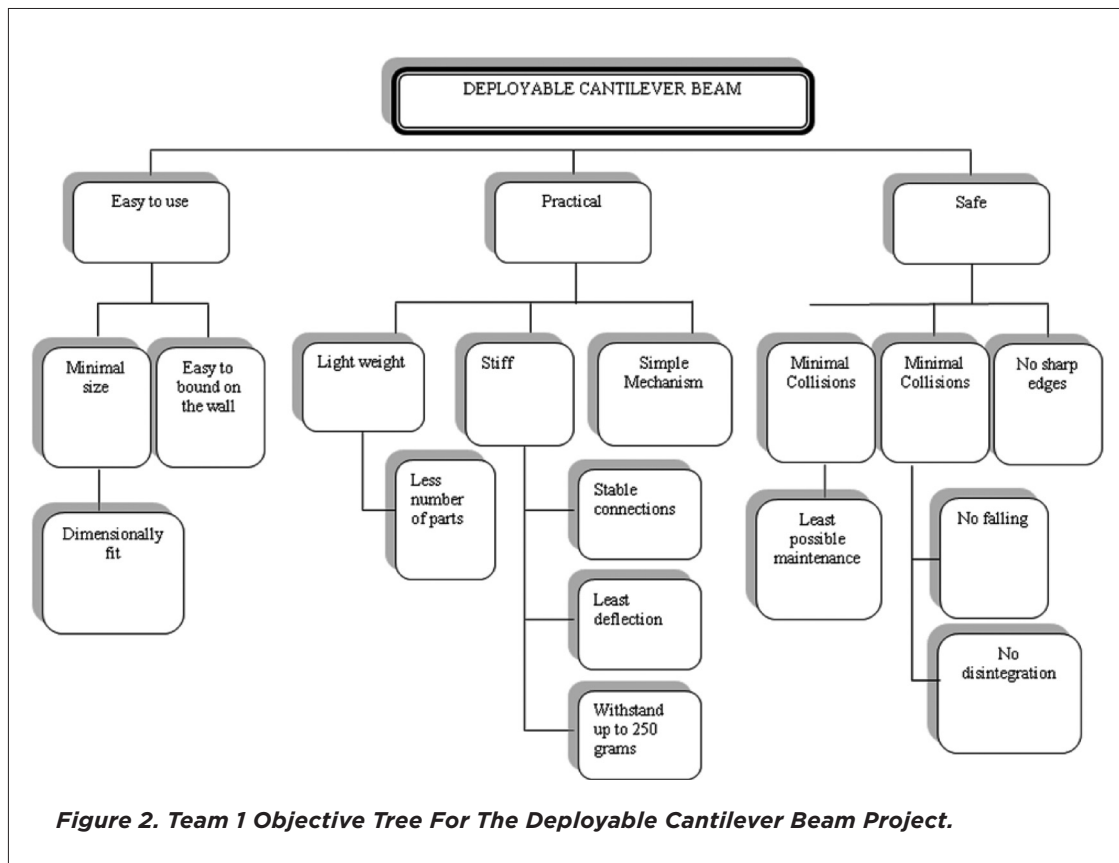 DEPLOYABLE CANTILEVER BEAM
Easy to use
Practical
Safe
Minimal
size
Easy to
bound on
the wall
Light weight
Stiff
Simple
Mechanism
Minimal
Collisions
Minimal
Collisions
No sharp
edges
Dimensionally
fit
Less
number
of parts
Stable
connections
Least
deflection
Withstand
up to 250
grams
Least
possible
maintenance
No falling
No
disintegration
Figure 2. Team 1 Objective Tree For The Deployable Cantilever Beam Project.